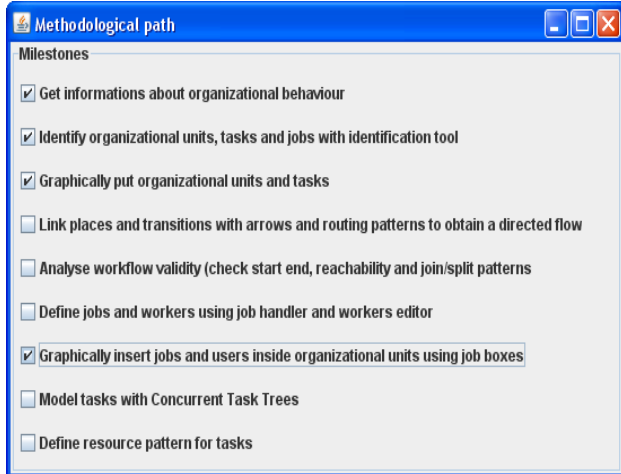 Methodological path
Milestones
Get informations about organizational behaviour
Identify organizational units, tasks and jobs with identification tool
Graphically put organizational units and tasks
Link places and transitions with arrows and routing patterns to obtain a directed flow
Analyse workflow validity (check start end, reachability and join/split patterns
Define jobs and workers using job handler and workers editor
Graphically insert jobs and users inside organizational units using job boxes
Model tasks with Concurrent Task Trees
Define resource pattern for tasks